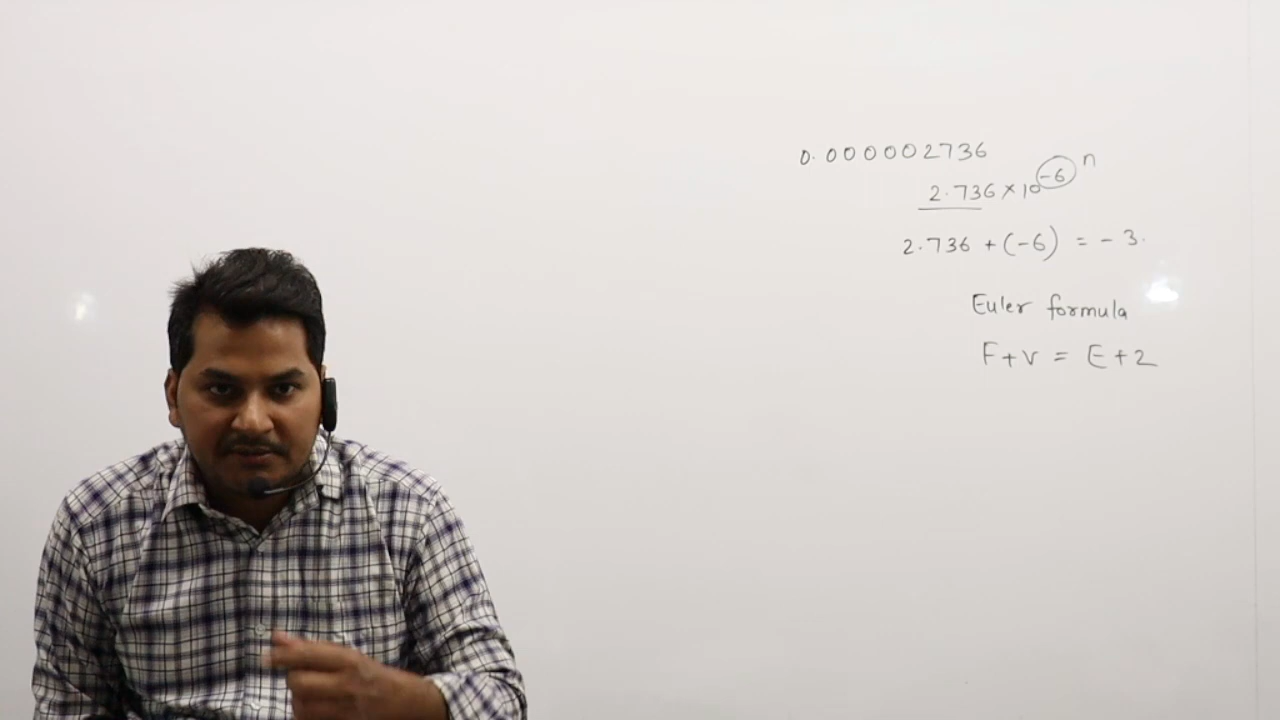 0.000002736
2.736 × 10⁻⁶ n
2.736 + (-6) = - 3.
Euler formula
F+V = E+2